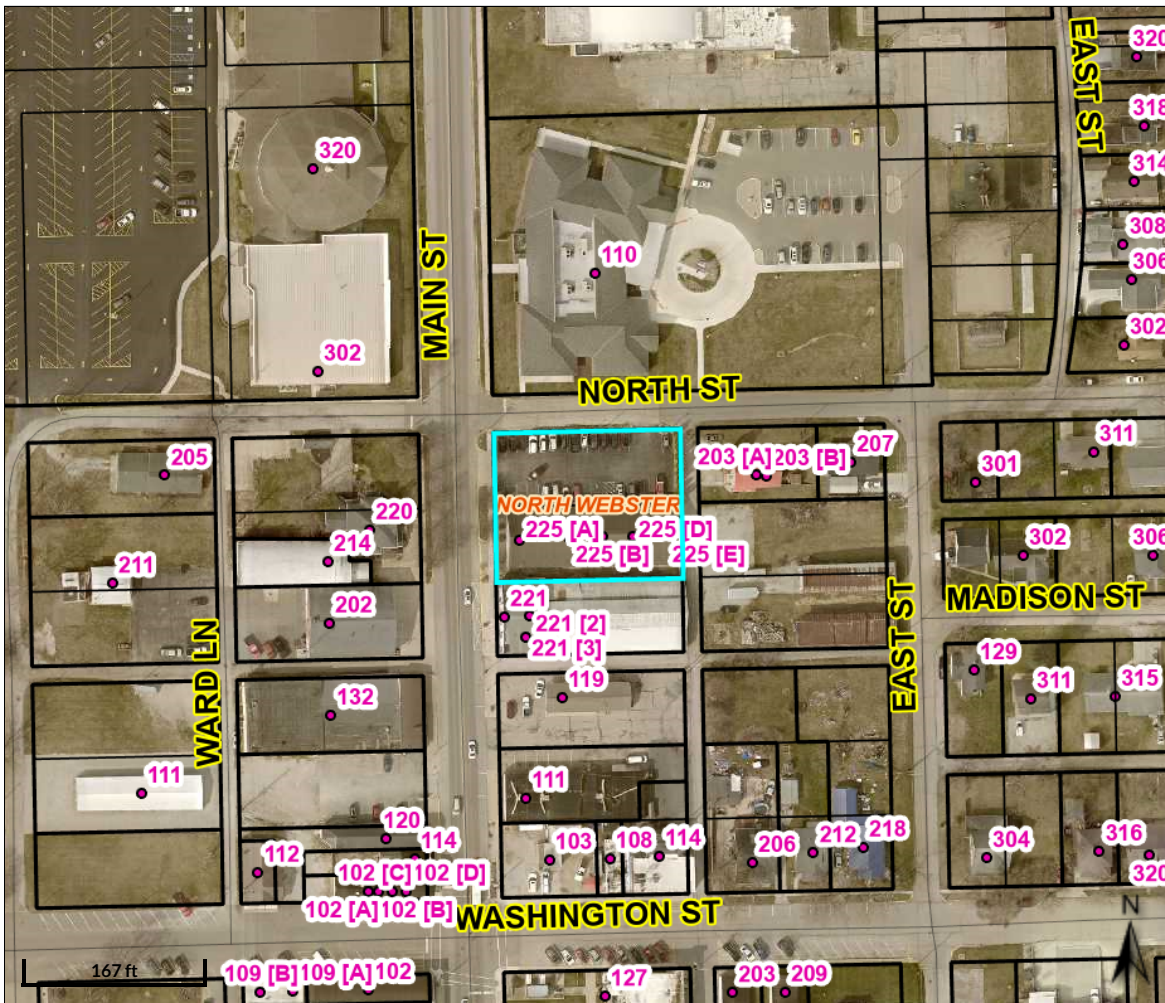 320
EAST ST
318
320
314
MAIN ST
308
110
306
302
302
NORTH ST
205
203 [A] 203 [B]
207
311
301
NORTH WEBSTER
220
225 [A]
225 [D]
214
225 [B]
225 [E]
302
306
211
221
202
221 [2]
MADISON ST
221 [3]
EAST ST
WARD LN
119
129
311
315
132
111
111
120
114
103
108
114
206
212
218
304
316
320
112
102 [C] 102 [D]
102 [A] 102 [B]
WASHINGTON ST
N
167 ft
109 [B] 109 [A] 102
127
203
209